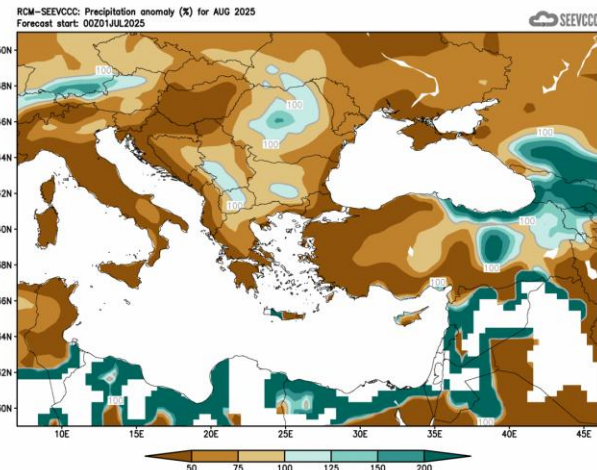 RCM-SEEVCCC: Precipitation anomaly (%) for AUG 2025
Forecast start: 00Z01JUL2025
SEEVCCC
50N
100
48N
100
46N
100
100
44N
42N
100
100
40N
100
38N
100
36N
34N
32N
100
30N
100
10E 15E 20E 25E 30E 35E 40E 45E
50 75 100 125 150 200